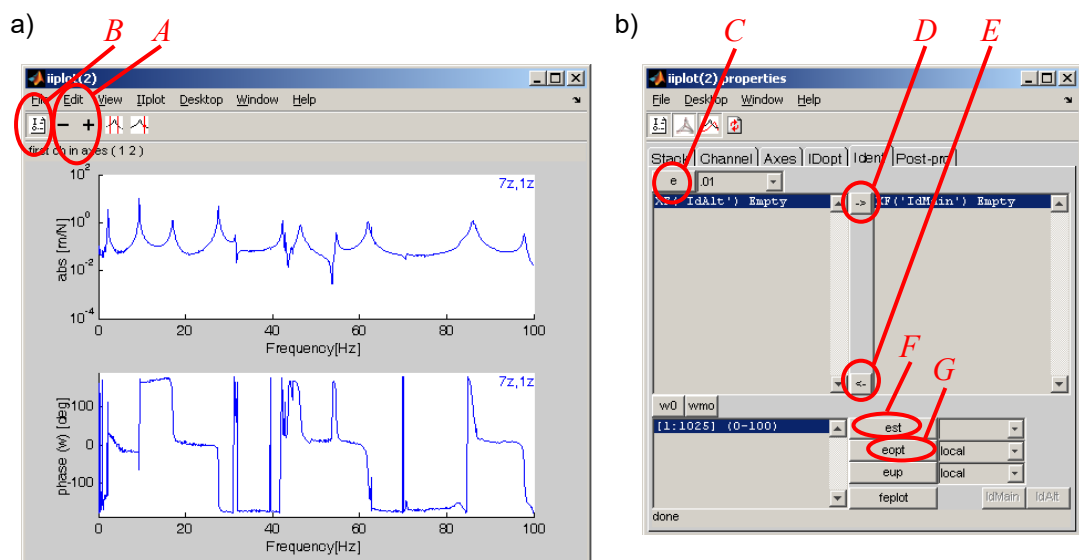 a)
B A
iiplot(2)
File Edit View IIplot Desktop Window Help
first ch in axes ( 1 2 )
7z,1z
abs [m/N]
10^2
10^0
10^-2
10^-4
0 20 40 60 80 100
Frequency[Hz]
7z,1z
phase (w) [deg]
100
0
-100
0 20 40 60 80 100
Frequency[Hz]
b)
C D E
iiplot(2) properties
File Desktop Window Help
Stack Channel Axes IDopt Ident Post-pro
e .01
XF('IdAlt') Empty -> XF('IdMain') Empty
F
G
<-
w0 wmo
[1:1025] (0-100)
est
eopt local
eup local
feplot IdMain IdAlt
done